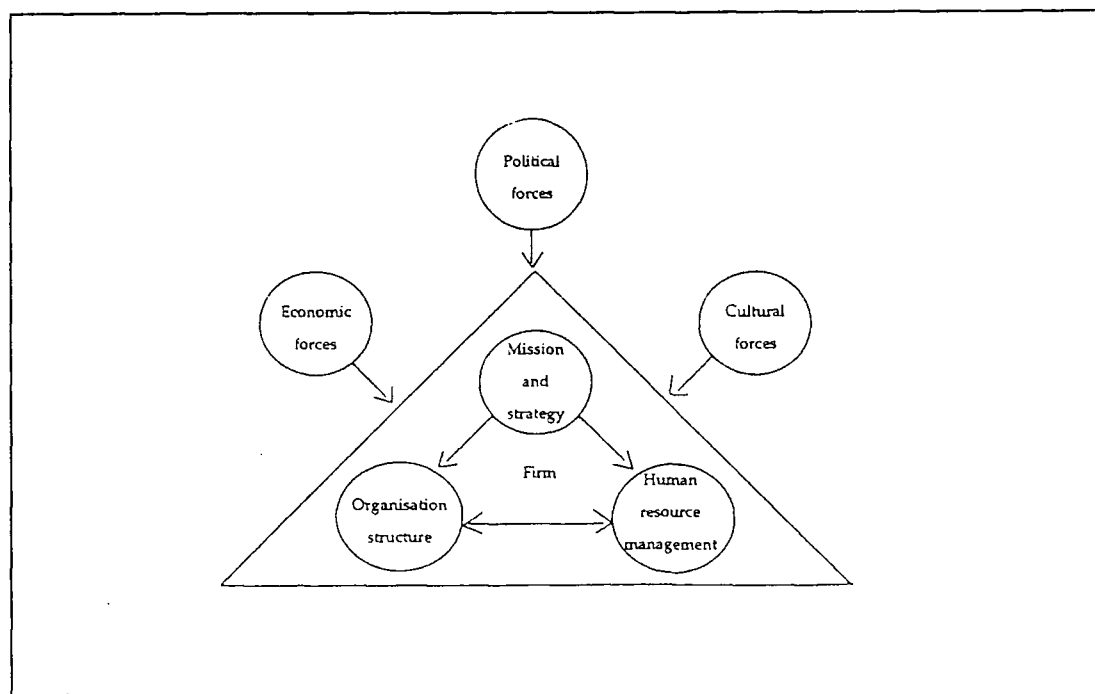 Political
forces
Economic
forces
Cultural
forces
Mission
and
strategy
Firm
Organisation
structure
Human
resource
management